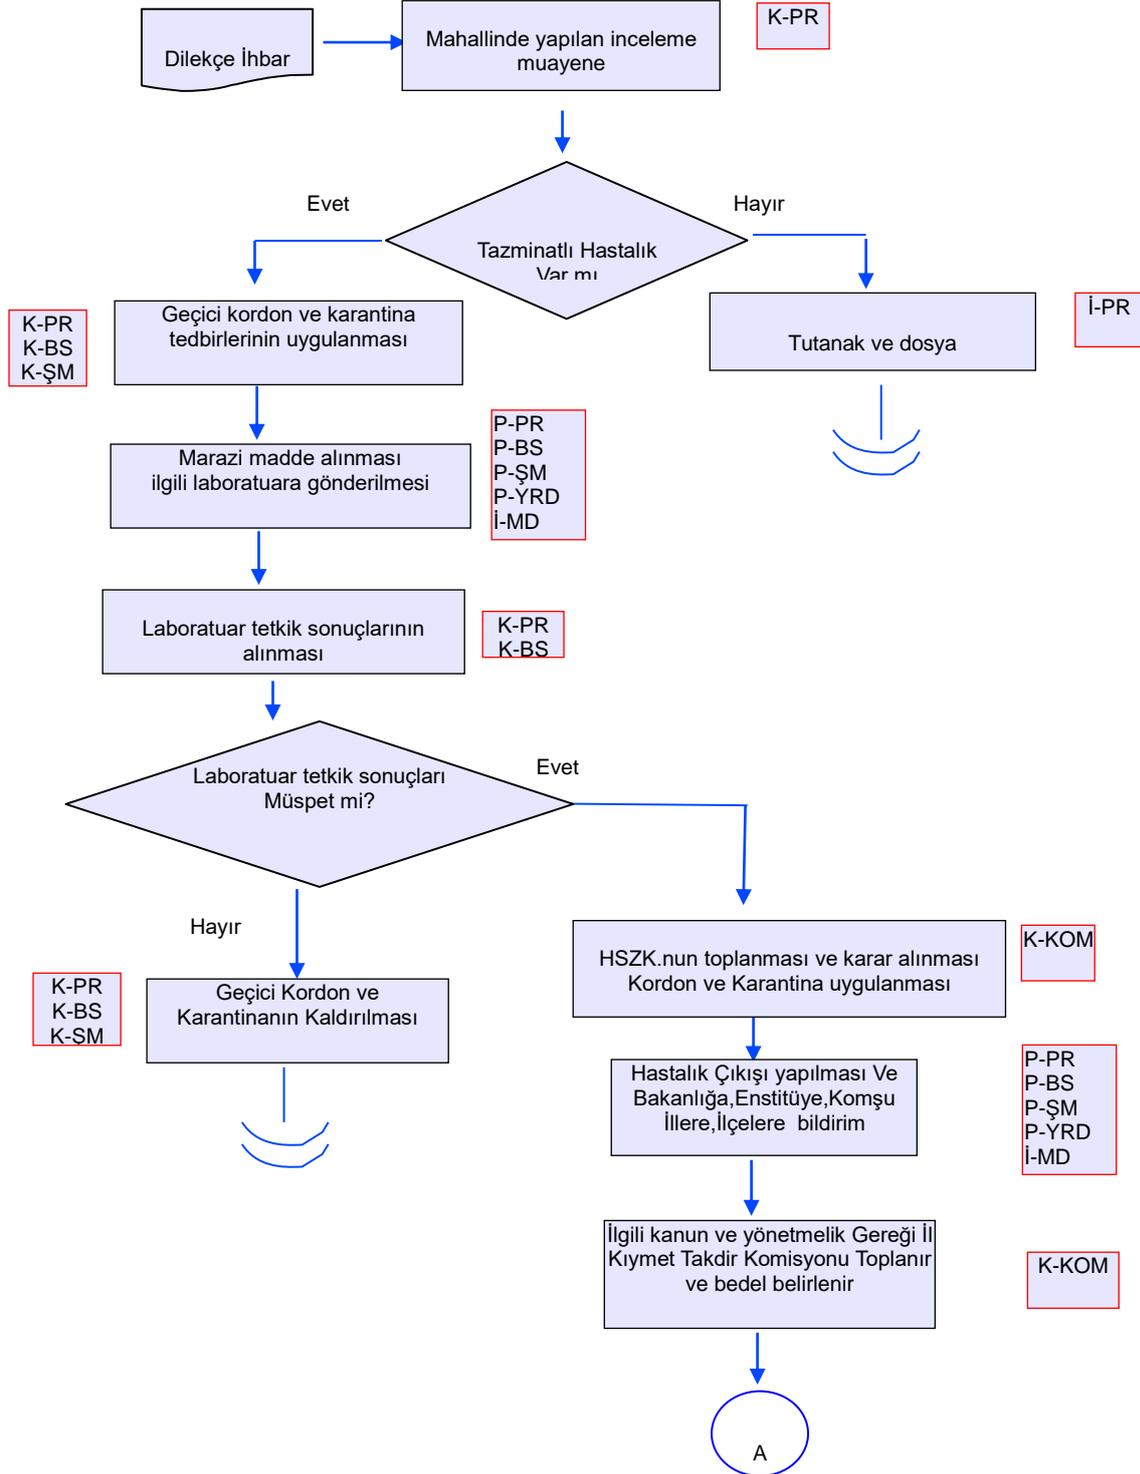 Dilekçe İhbar
Mahallinde yapılan inceleme
muayene
K-PR
Evet
Hayır
Tazminatlı Hastalık
Var mı
K-PR
K-BS
K-ŞM
Geçici kordon ve karantina
tedbirlerinin uygulanması
Tutanak ve dosya
İ-PR
Marazi madde alınması
ilgili laboratuara gönderilmesi
P-PR
P-BS
P-ŞM
P-YRD
İ-MD
Laboratuar tetkik sonuçlarının
alınması
K-PR
K-BS
Laboratuar tetkik sonuçları
Müspet mi?
Evet
Hayır
K-PR
K-BS
K-ŞM
Geçici Kordon ve
Karantinanın Kaldırılması
HSZK.nun toplanması ve karar alınması
Kordon ve Karantina uygulanması
K-KOM
Hastalık Çıkışı yapılması Ve
Bakanlığa,Enstitüye,Komşu
İllere,İlçelere  bildirim
P-PR
P-BS
P-ŞM
P-YRD
İ-MD
İlgili kanun ve yönetmelik Gereği İl
Kıymet Takdir Komisyonu Toplanır
ve bedel belirlenir
K-KOM
A